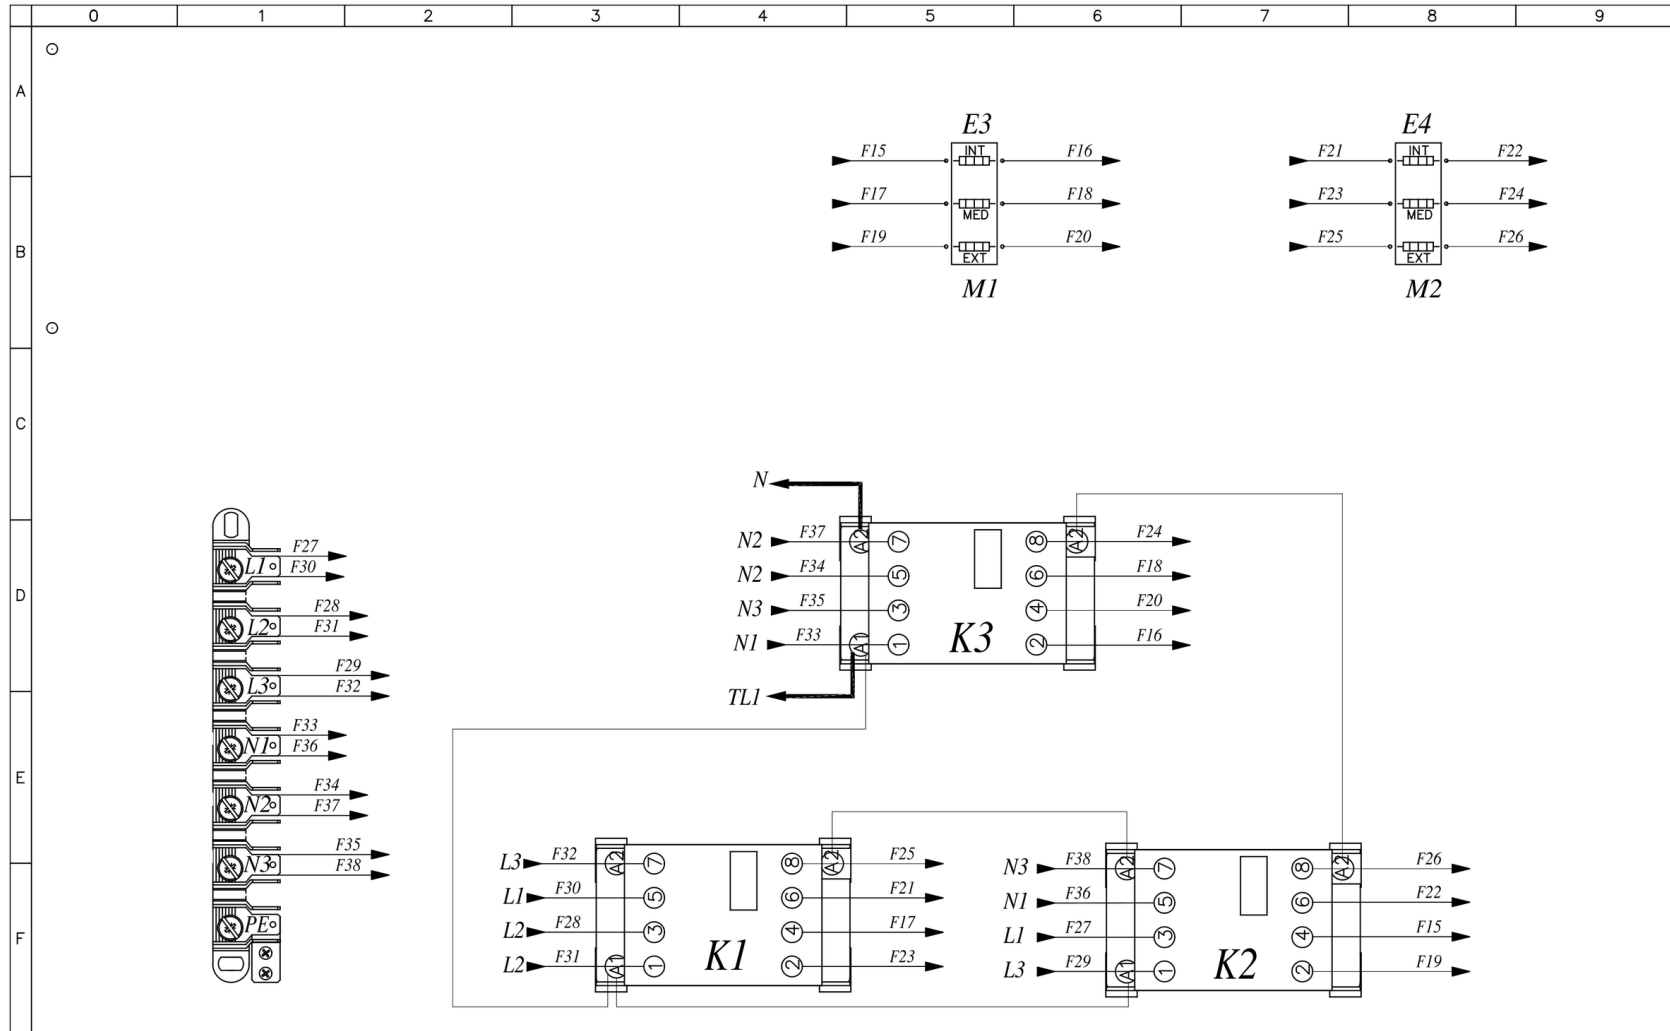 0 1 2 3 4 5 6 7 8 9
A
E3 E4
F15 INT F16 F21 INT F22
F17 MED F18 F23 MED F24
B
F19 EXT F20 F25 EXT F26
M1 M2
C
N
N2 F37 A2 7 8 A2 F24
F27
L1 F30
N2 F34 5 6 F18
D
F28
L2 F31
N3 F35 3 4 F20
K3
N1 F33 A1 1 2 F16
F29
L3 F32
TL1
F33
N1 F36
E
F34
N2 F37
F35
N3 F38
L3 F32 A2 7 8 A2 F25
N3 F38 A2 7 8 A2 F26
L1 F30 5 6 F21
N1 F36 5 6 F22
PE
F
L2 F28 3 4 F17
L1 F27 3 4 F15
K1 K2
L2 F31 A1 1 2 F23
L3 F29 A1 1 2 F19